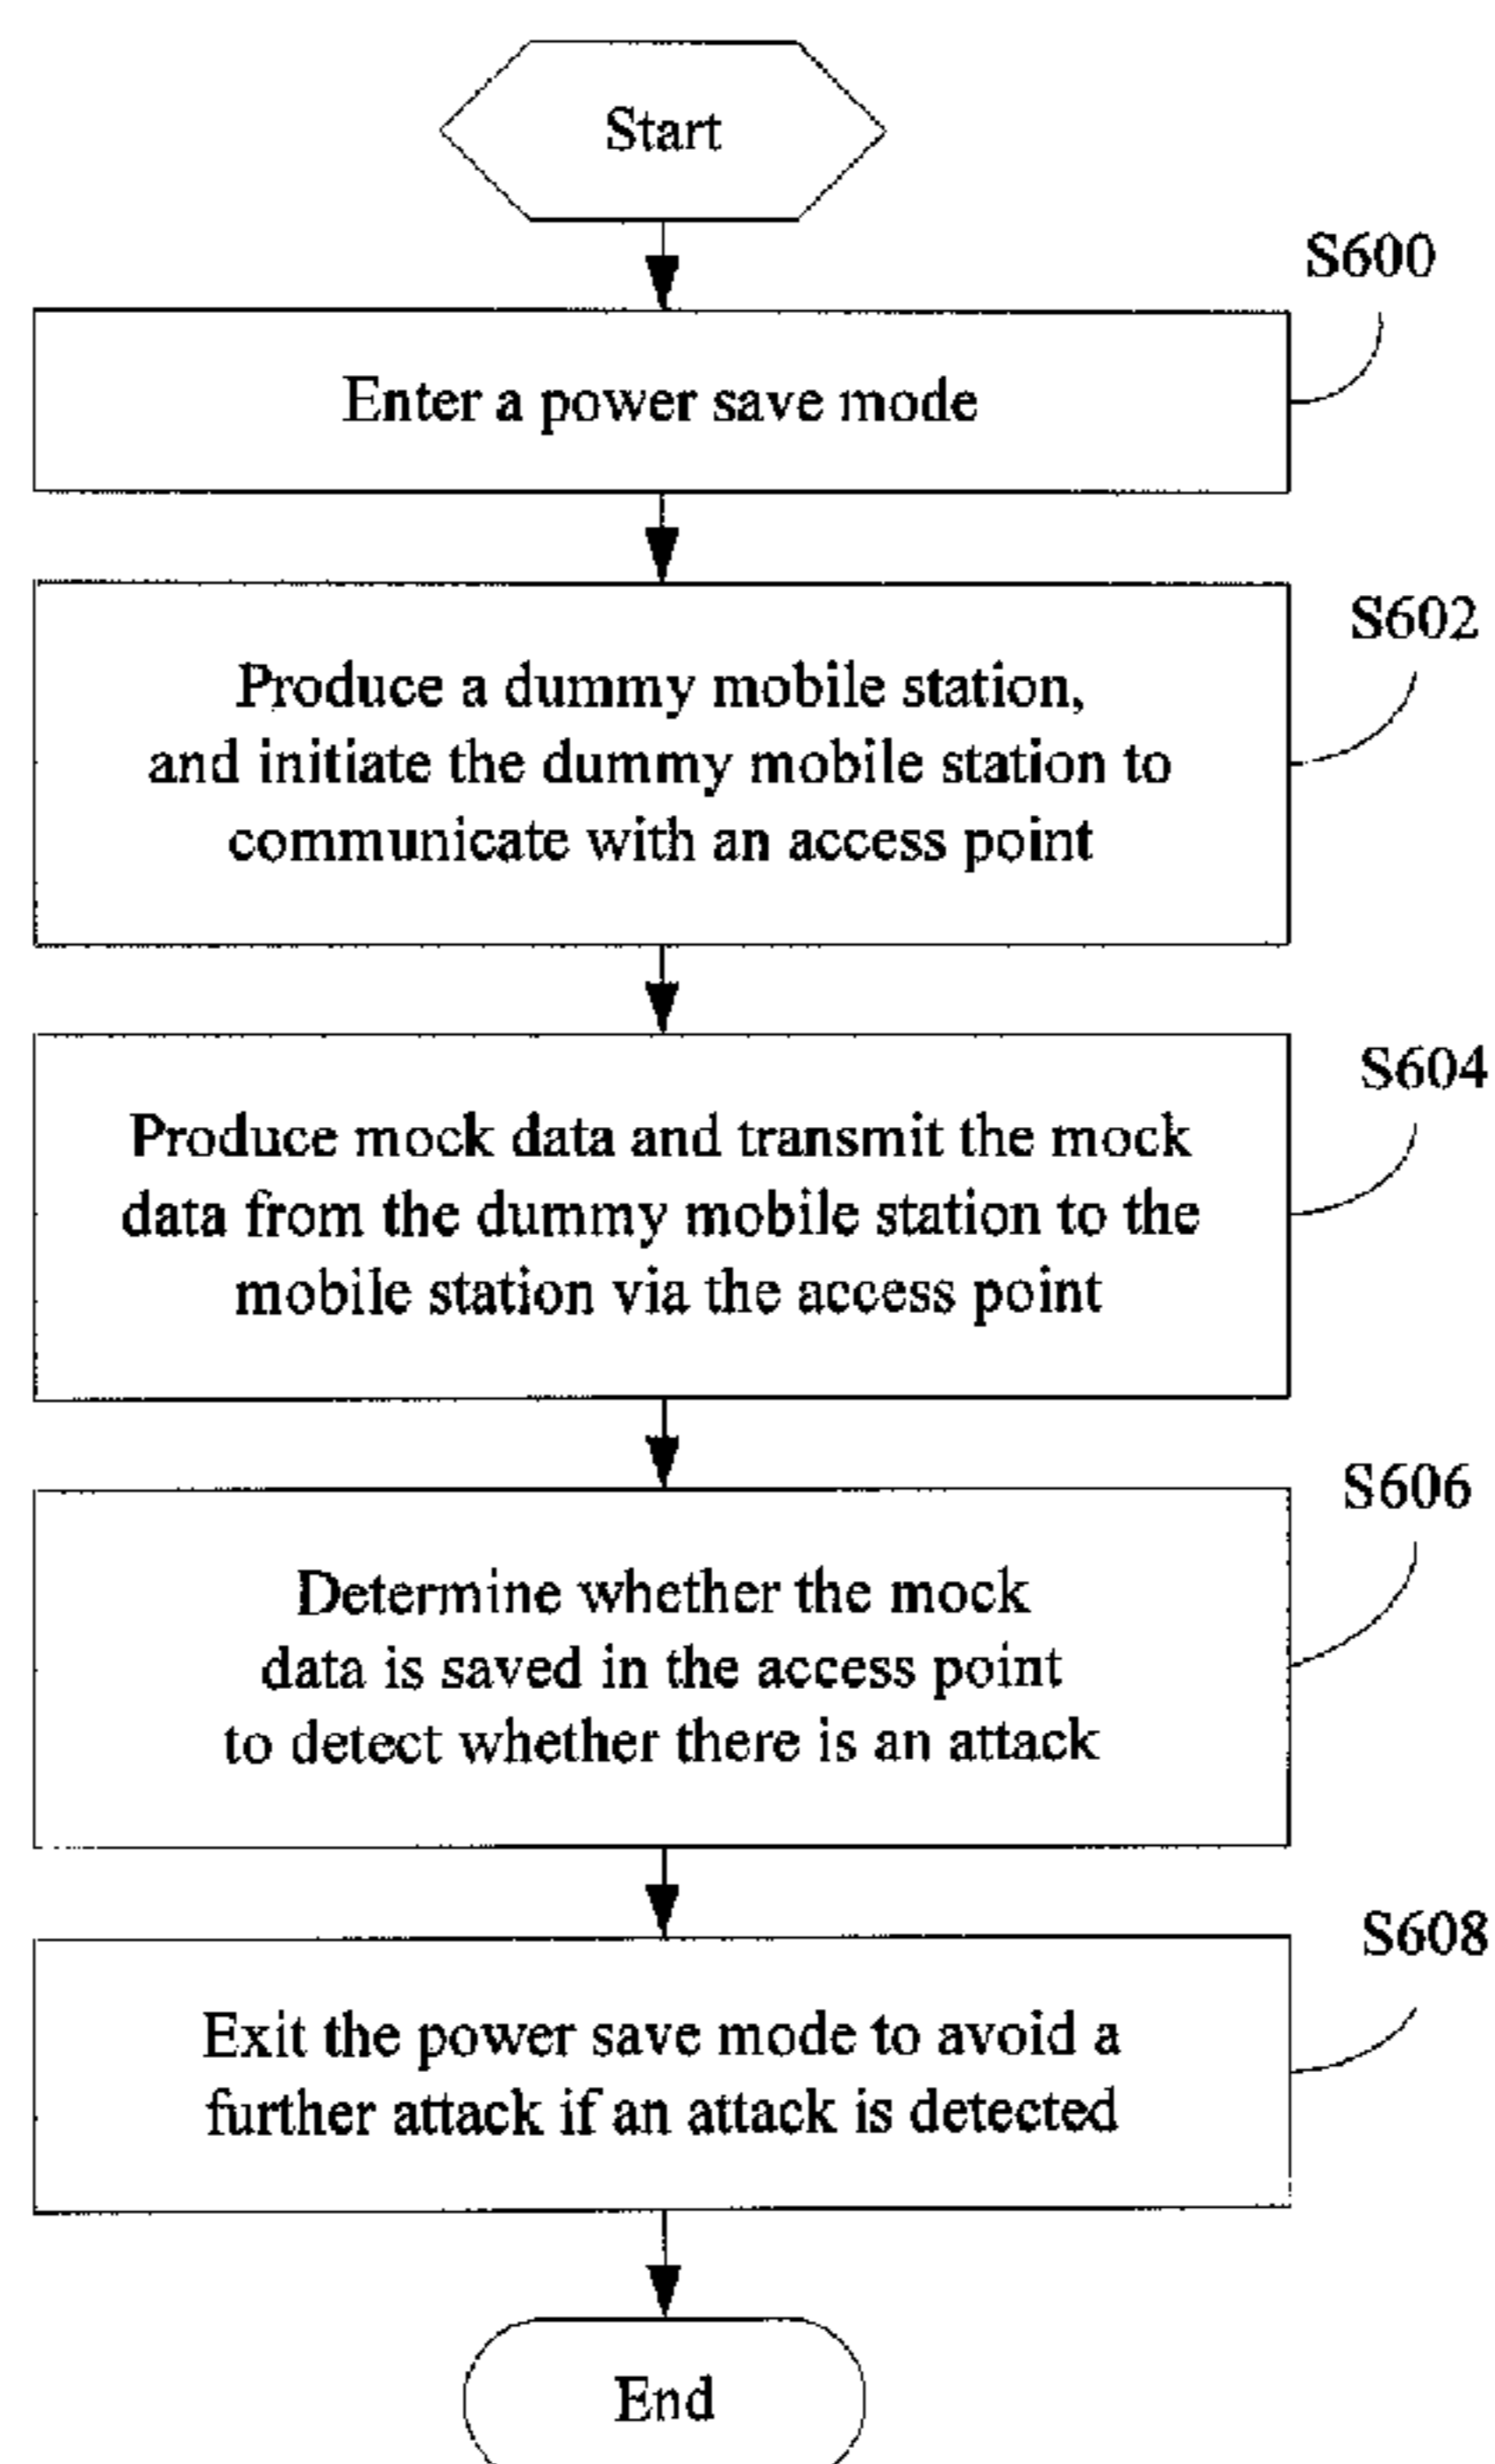 Start
S600
Enter a power save mode
S602
Produce a dummy mobile station,
and initiate the dummy mobile station to
communicate with an access point
S604
Produce mock data and transmit the mock
data from the dummy mobile station to the
mobile station via the access point
S606
Determine whether the mock
data is saved in the access point
to detect whether there is an attack
S608
Exit the power save mode to avoid a
further attack if an attack is detected
End